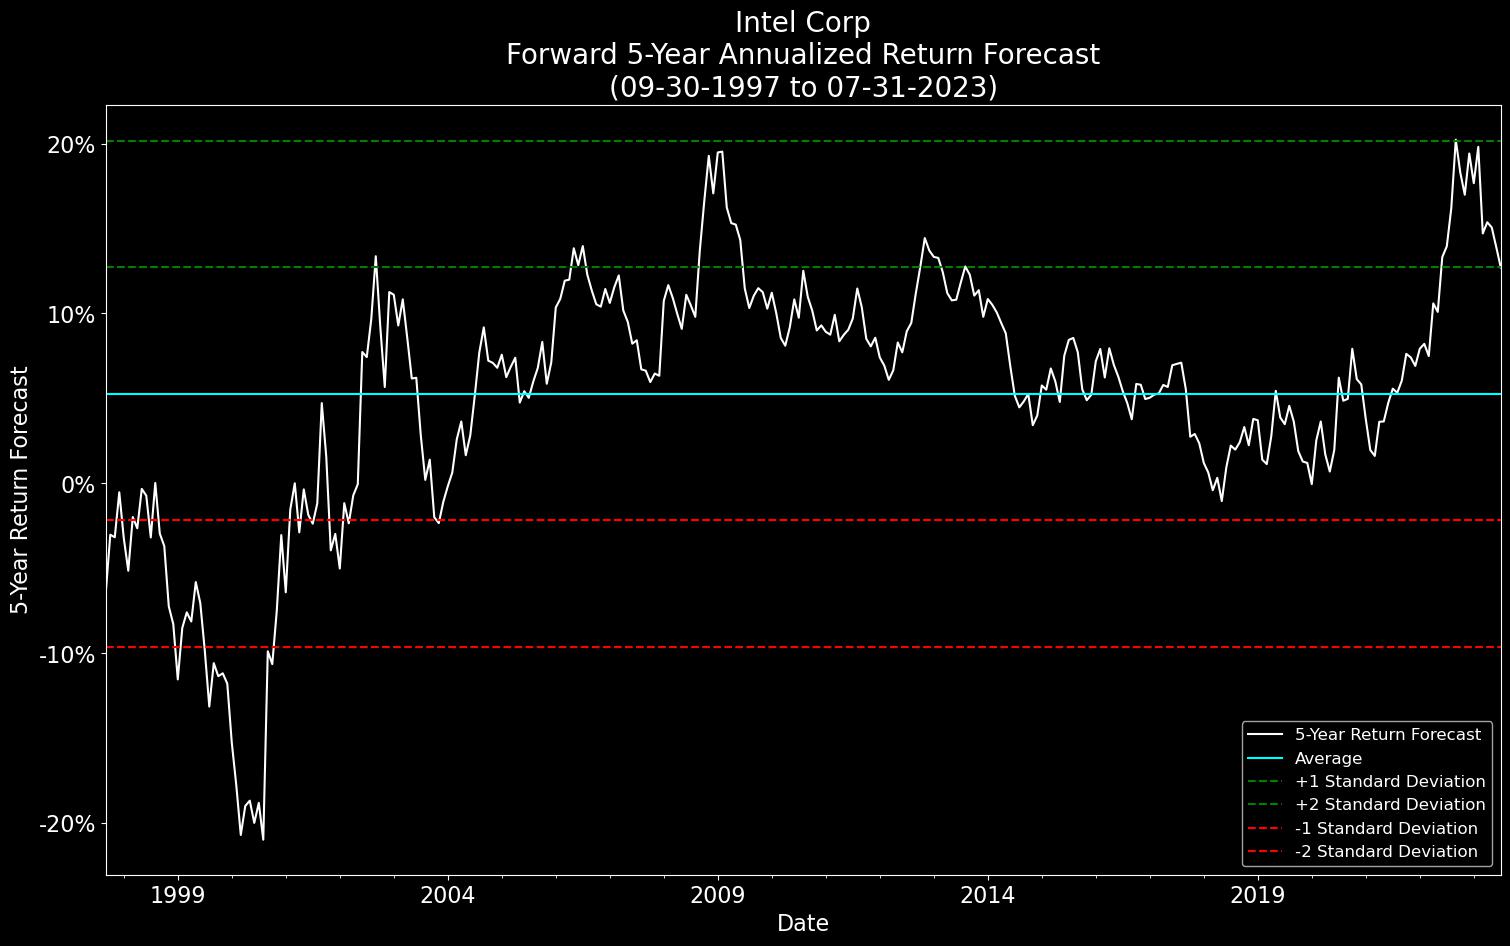 Intel Corp
Forward 5-Year Annualized Return Forecast
(09-30-1997 to 07-31-2023)
5-Year Return Forecast
20%
10%
0%
-10%
-20%
5-Year Return Forecast
Average
+1 Standard Deviation
+2 Standard Deviation
-1 Standard Deviation
-2 Standard Deviation
1999
2004
2009
2014
2019
Date